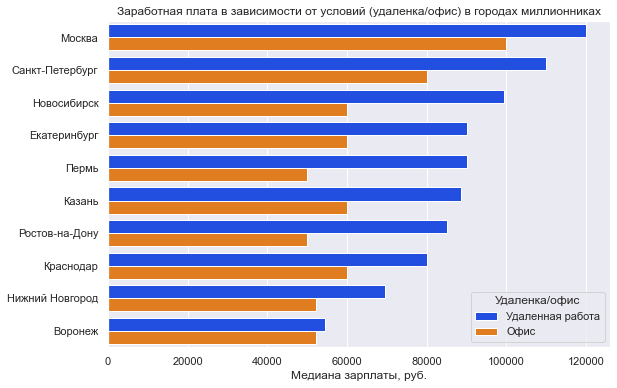 Заработная плата в зависимости от условий (удаленка/офис) в городах миллионниках
Москва
Санкт-Петербург
Новосибирск
Екатеринбург
Пермь
Казань
Ростов-на-Дону
Краснодар
Нижний Новгород
Воронеж
Удаленка/офис
Удаленная работа
Офис
0 20000 40000 60000 80000 100000 120000
Медиана зарплаты, руб.